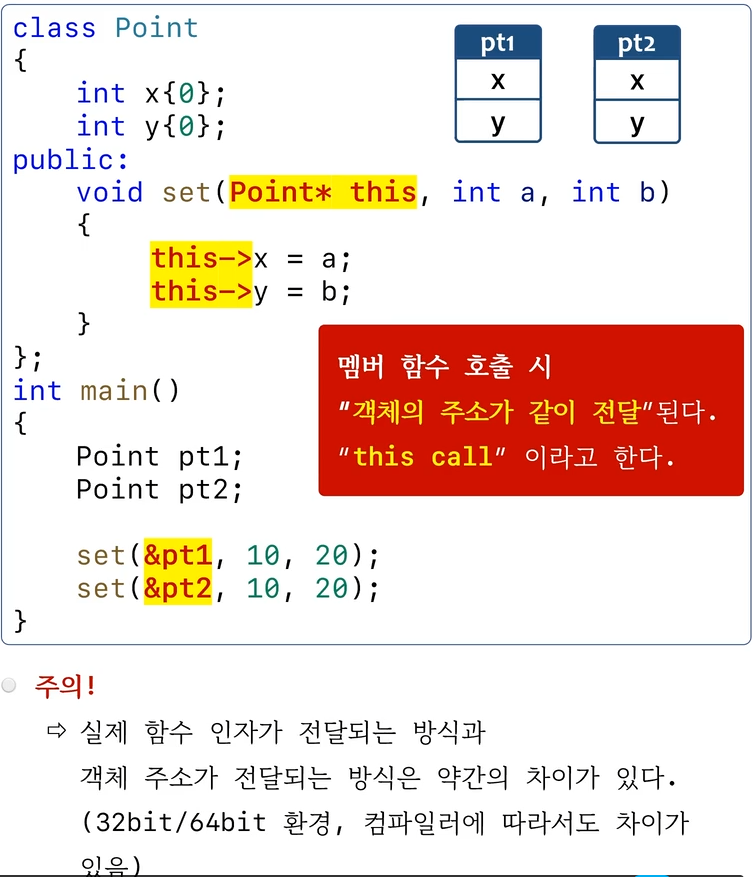 class Point
{
    int x{0};
    int y{0};
public:
    void set(Point* this, int a, int b)
    {
        this->x = a;
        this->y = b;
    }
};
int main()
{
    Point pt1;
    Point pt2;
    set(&pt1, 10, 20);
    set(&pt2, 10, 20);
}
pt1
x
y
pt2
x
y
멤버 함수 호출 시
"객체의 주소가 같이 전달"된다.
"this call" 이라고 한다.
주의!
⇨ 실제 함수 인자가 전달되는 방식과
객체 주소가 전달되는 방식은 약간의 차이가 있다.
(32bit/64bit 환경, 컴파일러에 따라서도 차이가
있음)